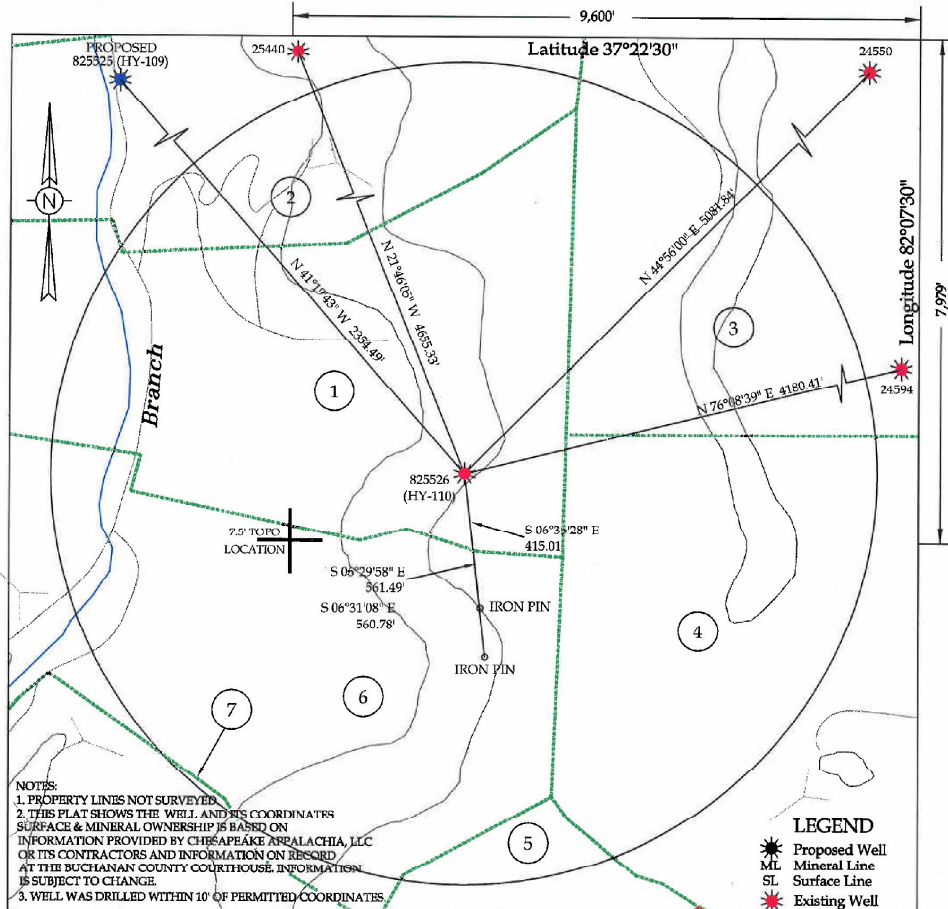 9,600'
PROPOSED
825525 (HY-109)
25440
Latitude 37°22'30"
24550
N
2
N 44°56'00" E 5081.84'
Longitude 82°07'30"
7,979'
N 21°46'05" W 4655.33'
N 41°19'43" W 2354.49'
3
Branch
1
24594
N 76°08'39" E 4180.41'
825526
(HY-110)
7.5' TOPO
LOCATION
S 06°35'28" E
415.01'
S 06°29'58" E
561.49'
S 06°31'08" E
560.78'
IRON PIN
IRON PIN
4
6
7
5
NOTES:
1. PROPERTY LINES NOT SURVEYED.
2. THIS PLAT SHOWS THE WELL AND ITS COORDINATES
SURFACE & MINERAL OWNERSHIP IS BASED ON
INFORMATION PROVIDED BY CHESAPEAKE APPALACHIA, LLC
OR ITS CONTRACTORS AND INFORMATION ON RECORD
AT THE BUCHANAN COUNTY COURTHOUSE. INFORMATION
IS SUBJECT TO CHANGE.
3. WELL WAS DRILLED WITHIN 10' OF PERMITTED COORDINATES.
LEGEND
Proposed Well
ML Mineral Line
SL Surface Line
Existing Well